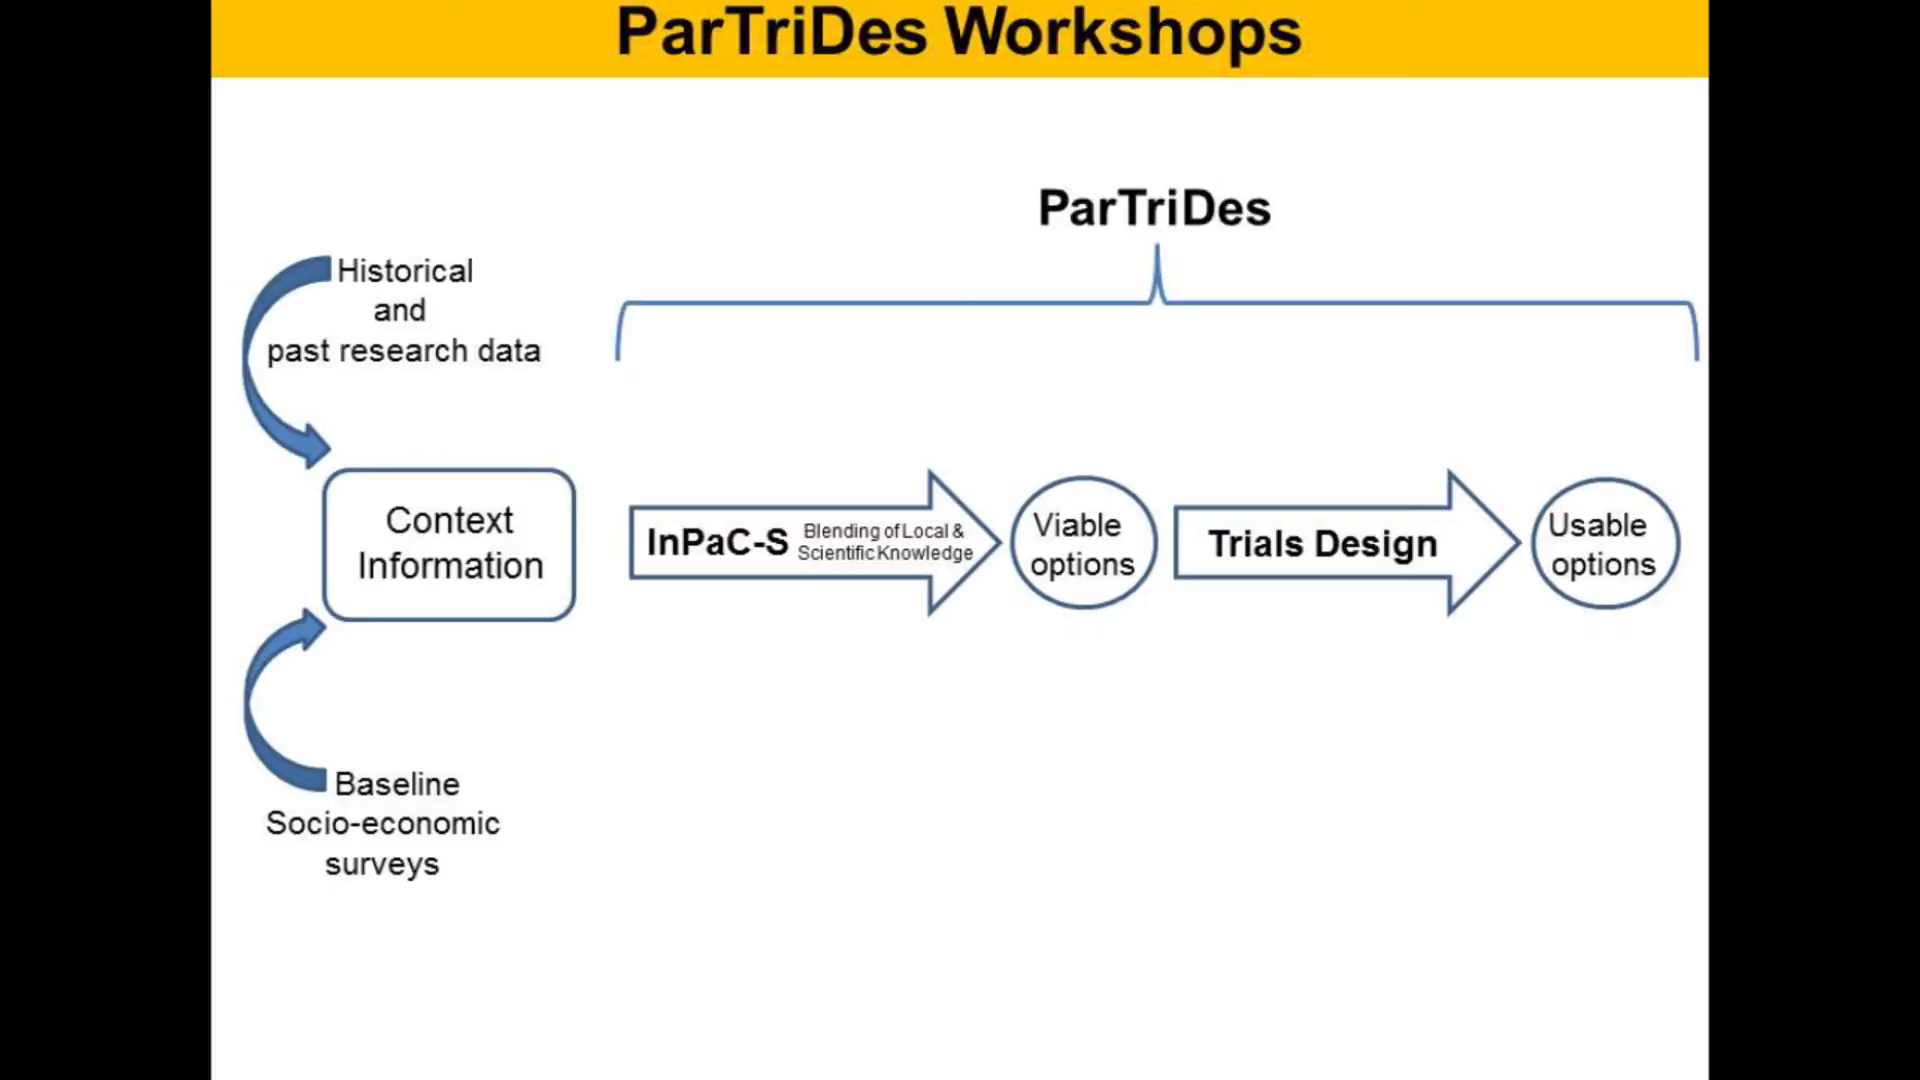 ParTriDes Workshops
ParTriDes
Historical
and
past research data
Context
Information
InPaC-S
Blending of Local &
Scientific Knowledge
Viable
options
Trials Design
Usable
options
Baseline
Socio-economic
surveys